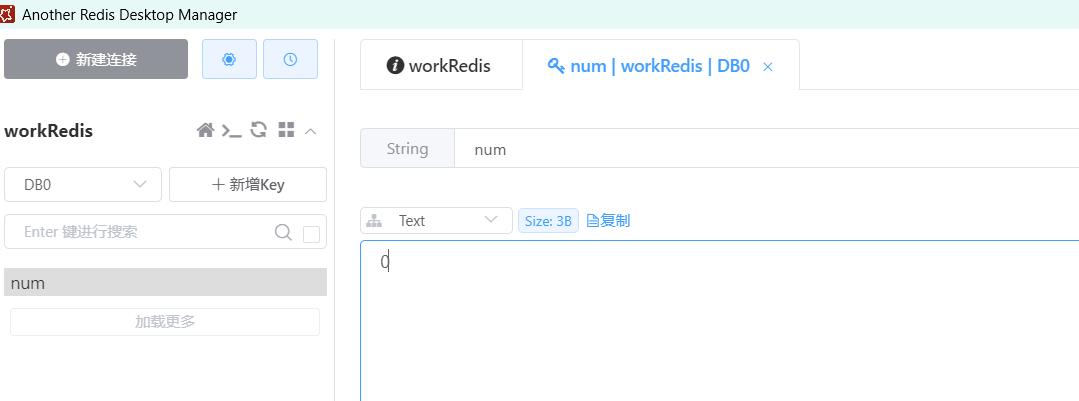 Another Redis Desktop Manager
新建连接
workRedis
num | workRedis | DB0
workRedis
DB0
新增Key
Enter 键进行搜索
num
加载更多
String
num
Text
Size: 3B
复制
0